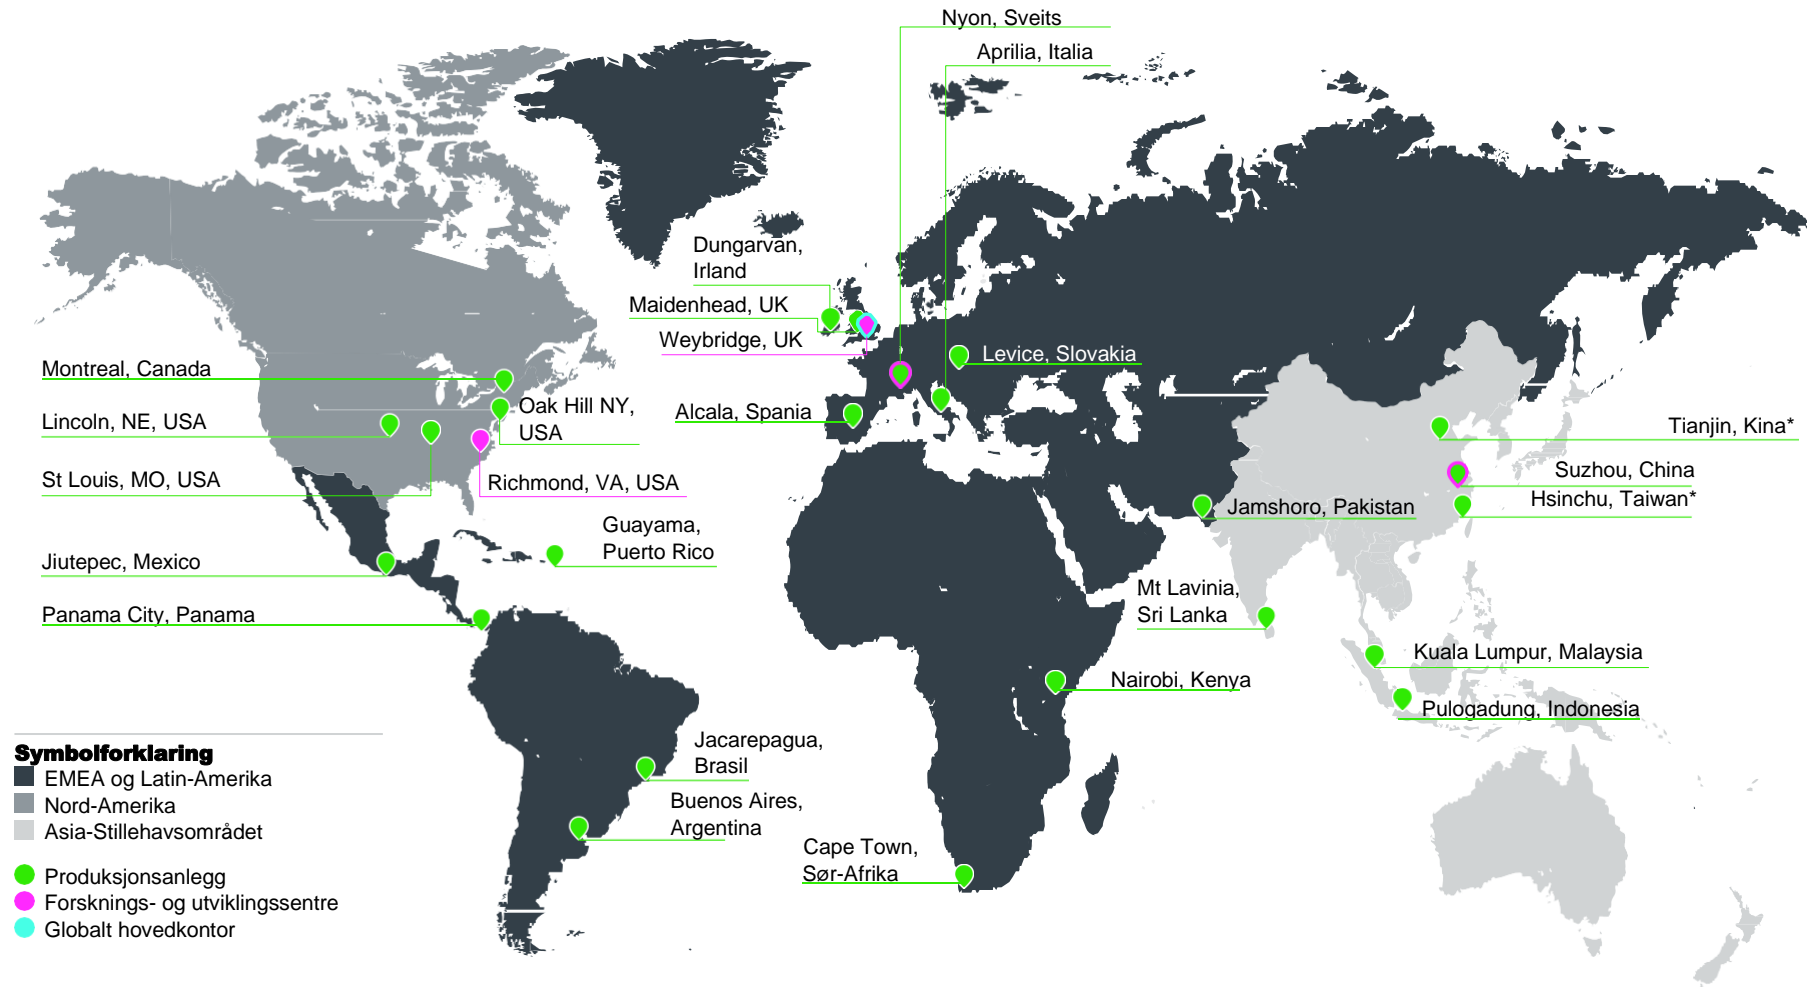 Nyon, Sveits
Aprilia, Italia
Dungarvan,
Irland
Maidenhead, UK
Weybridge, UK
Levice, Slovakia
Alcala, Spania
Montreal, Canada
Oak Hill NY,
USA
Lincoln, NE, USA
St Louis, MO, USA
Richmond, VA, USA
Guayama,
Puerto Rico
Jiutepec, Mexico
Panama City, Panama
Tianjin, Kina*
Suzhou, China
Hsinchu, Taiwan*
Jamshoro, Pakistan
Mt Lavinia,
Sri Lanka
Kuala Lumpur, Malaysia
Nairobi, Kenya
Pulogadung, Indonesia
Jacarepagua,
Brasil
Buenos Aires,
Argentina
Cape Town,
Sør-Afrika
Symbolforklaring
EMEA og Latin-Amerika
Nord-Amerika
Asia-Stillehavsområdet
Produksjonsanlegg
Forsknings- og utviklingssentre
Globalt hovedkontor